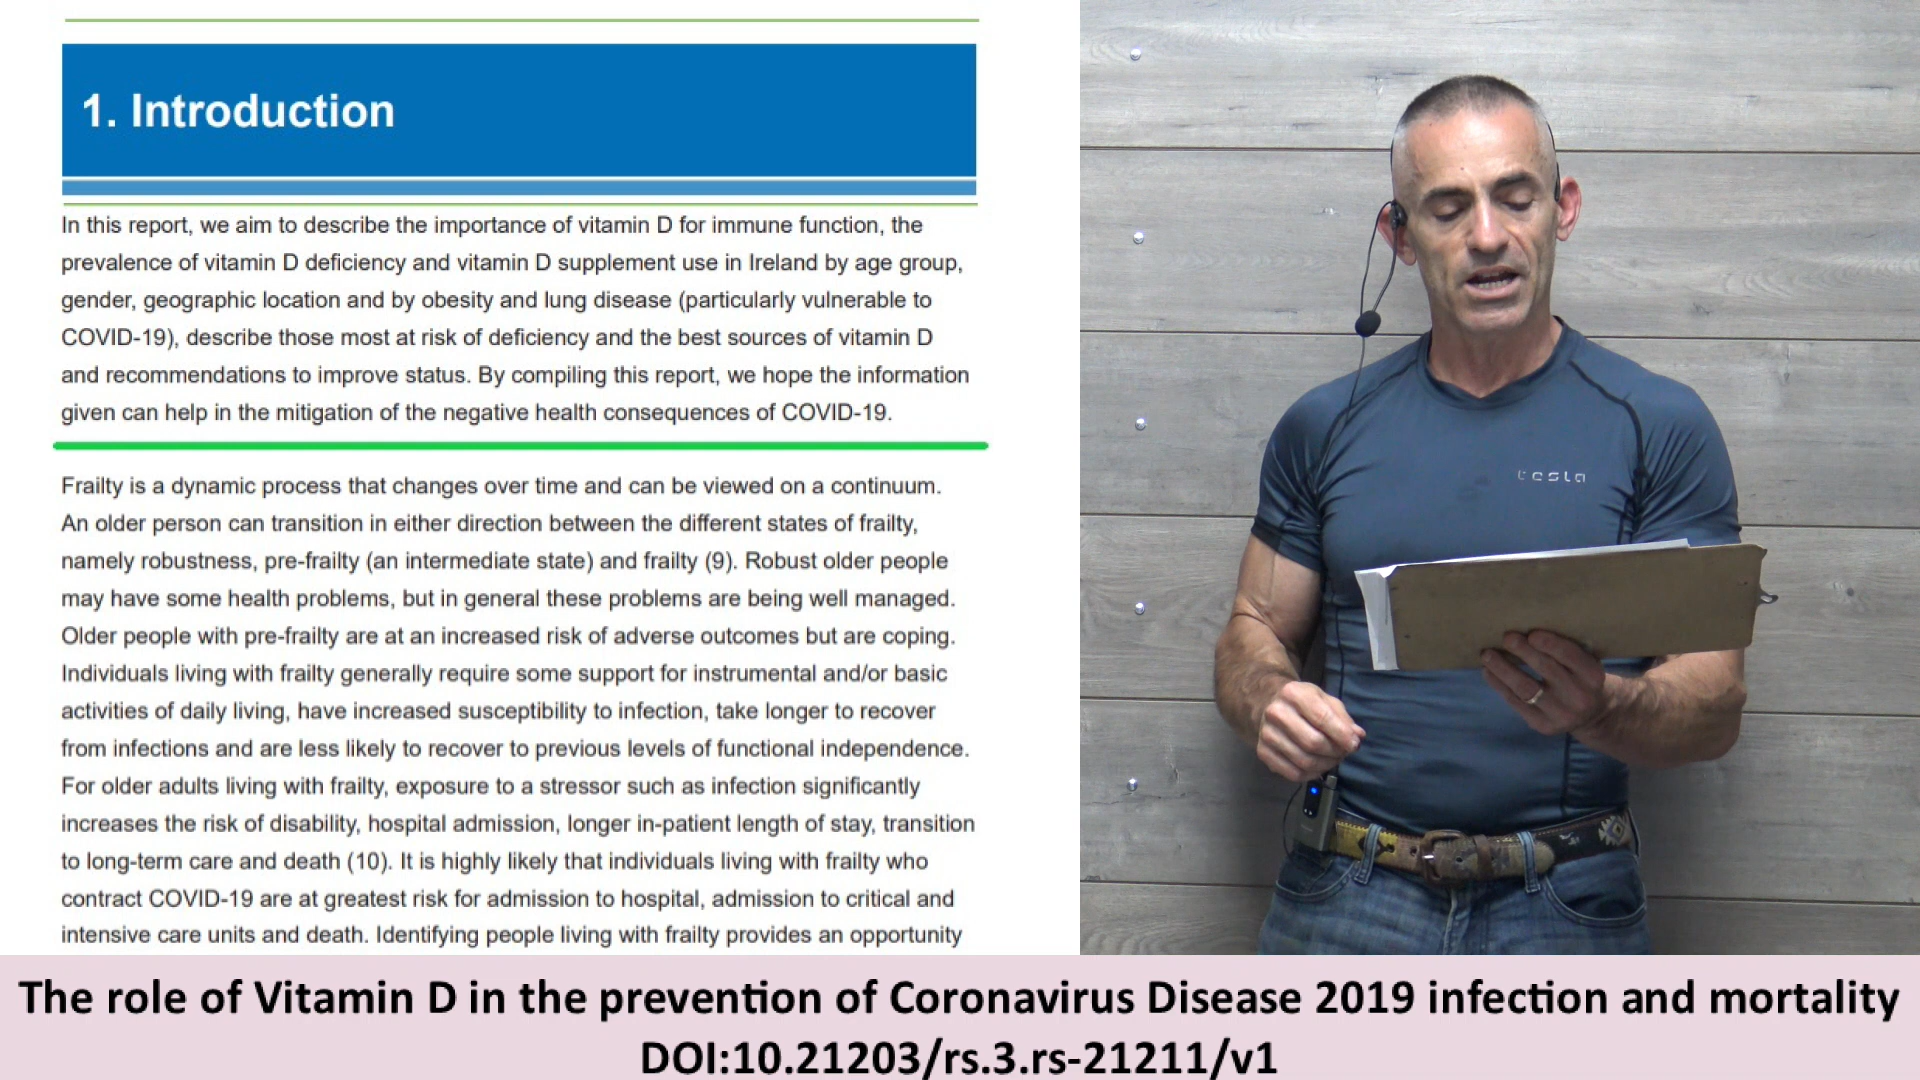 1. Introduction
In this report, we aim to describe the importance of vitamin D for immune function, the
prevalence of vitamin D deficiency and vitamin D supplement use in Ireland by age group,
gender, geographic location and by obesity and lung disease (particularly vulnerable to
COVID-19), describe those most at risk of deficiency and the best sources of vitamin D
and recommendations to improve status. By compiling this report, we hope the information
given can help in the mitigation of the negative health consequences of COVID-19.
Frailty is a dynamic process that changes over time and can be viewed on a continuum.
An older person can transition in either direction between the different states of frailty,
namely robustness, pre-frailty (an intermediate state) and frailty (9). Robust older people
may have some health problems, but in general these problems are being well managed.
Older people with pre-frailty are at an increased risk of adverse outcomes but are coping.
Individuals living with frailty generally require some support for instrumental and/or basic
activities of daily living, have increased susceptibility to infection, take longer to recover
from infections and are less likely to recover to previous levels of functional independence.
For older adults living with frailty, exposure to a stressor such as infection significantly
increases the risk of disability, hospital admission, longer in-patient length of stay, transition
to long-term care and death (10). It is highly likely that individuals living with frailty who
contract COVID-19 are at greatest risk for admission to hospital, admission to critical and
intensive care units and death. Identifying people living with frailty provides an opportunity
tesla
The role of Vitamin D in the prevention of Coronavirus Disease 2019 infection and mortality
DOI:10.21203/rs.3.rs-21211/v1